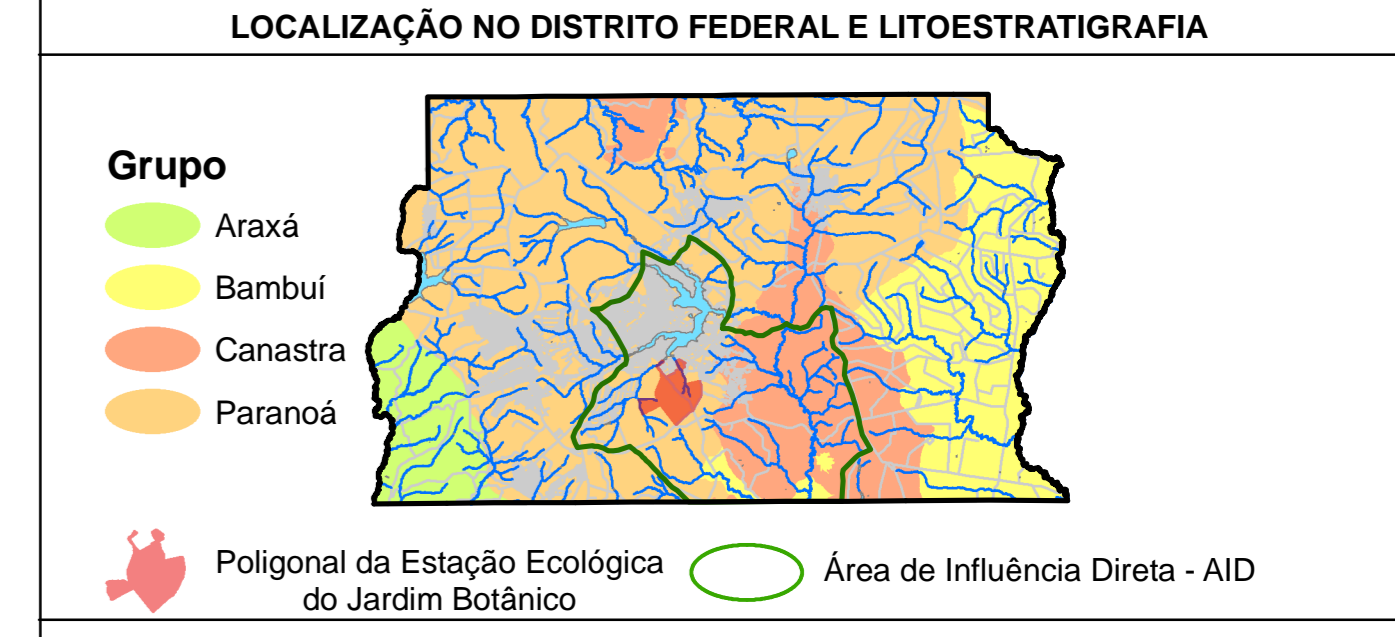 LOCALIZAÇÃO NO DISTRITO FEDERAL E LITOESTRATIGRAFIA
Grupo
Araxá
Bambuí
Canastra
Paranoá
Poligonal da Estação Ecológica
do Jardim Botânico
Área de Influência Direta - AID